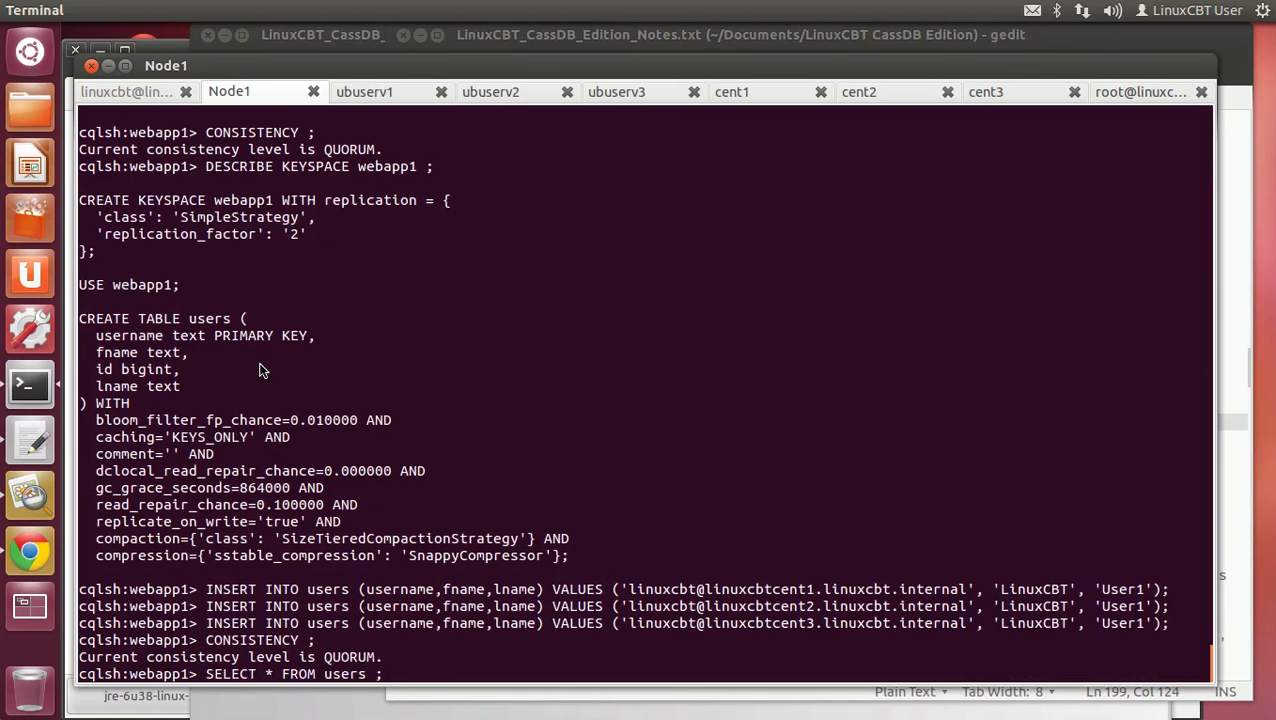 Terminal
LinuxCBT User
LinuxCBT_CassDB_
LinuxCBT_CassDB_Edition_Notes.txt (~/Documents/LinuxCBT CassDB Edition) - gedit
Node1
linuxcbt@lin...
Node1
ubuserv1
ubuserv2
ubuserv3
cent1
cent2
cent3
root@linuxc...
cqlsh:webapp1> CONSISTENCY ;
Current consistency level is QUORUM.
cqlsh:webapp1> DESCRIBE KEYSPACE webapp1 ;
CREATE KEYSPACE webapp1 WITH replication = {
'class': 'SimpleStrategy',
'replication_factor': '2'
};
USE webapp1;
CREATE TABLE users (
username text PRIMARY KEY,
fname text,
id bigint,
lname text
) WITH
bloom_filter_fp_chance=0.010000 AND
caching='KEYS_ONLY' AND
comment='' AND
dclocal_read_repair_chance=0.000000 AND
gc_grace_seconds=864000 AND
read_repair_chance=0.100000 AND
replicate_on_write='true' AND
compaction={'class': 'SizeTieredCompactionStrategy'} AND
compression={'sstable_compression': 'SnappyCompressor'};
cqlsh:webapp1> INSERT INTO users (username,fname,lname) VALUES ('linuxcbt@linuxcbtcent1.linuxcbt.internal', 'LinuxCBT', 'User1');
cqlsh:webapp1> INSERT INTO users (username,fname,lname) VALUES ('linuxcbt@linuxcbtcent2.linuxcbt.internal', 'LinuxCBT', 'User1');
cqlsh:webapp1> INSERT INTO users (username,fname,lname) VALUES ('linuxcbt@linuxcbtcent3.linuxcbt.internal', 'LinuxCBT', 'User1');
cqlsh:webapp1> CONSISTENCY ;
Current consistency level is QUORUM.
cqlsh:webapp1> SELECT * FROM users ;
jre-6u38-linux-
Plain Text
Tab Width: 8
Ln 199, Col 124
INS